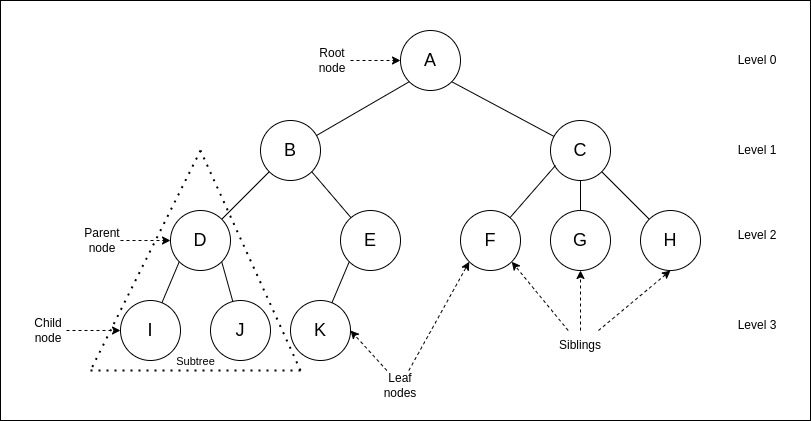 Root
node
A
Level 0
B
C
Level 1
Parent
node
D
E
F
G
H
Level 2
Child
node
I
J
K
Level 3
Subtree
Siblings
Leaf
nodes